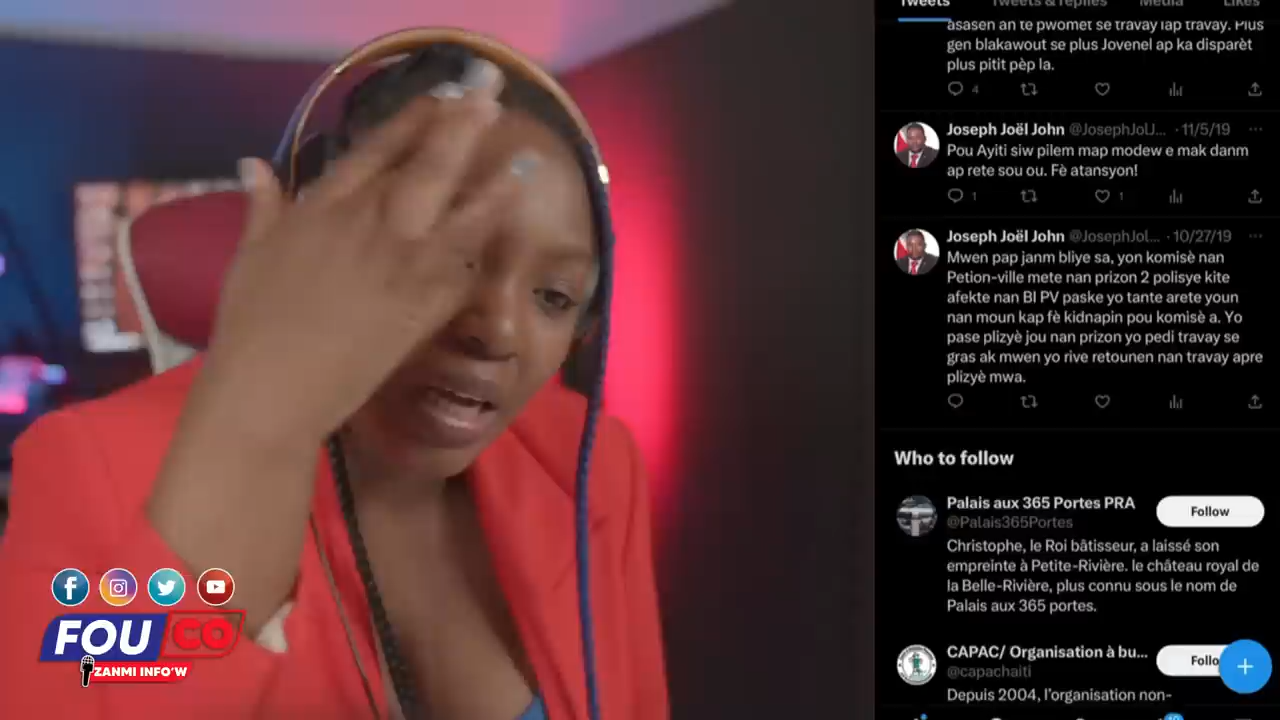 Tweets
Tweets & replies
Media
Likes
asasen an te pwomet se travay lap travay. Plus
gen blakawout se plus Jovenel ap ka disparèt
plus pitit pèp la.
4
Joseph Joël John @JosephJoU... · 11/5/19
Pou Ayiti siw pilem map modew e mak danm
ap rete sou ou. Fè atansyon!
1
1
Joseph Joël John @JosephJol... · 10/27/19
Mwen pap janm bliye sa, yon komisè nan
Petion-ville mete nan prizon 2 polisye kite
afekte nan BI PV paske yo tante arete youn
nan moun kap fè kidnapin pou komisè a. Yo
pase plizyè jou nan prizon yo pedi travay se
gras ak mwen yo rive retounen nan travay apre
plizyè mwa.
Who to follow
Palais aux 365 Portes PRA
@Palais365Portes
Follow
Christophe, le Roi bâtisseur, a laissé son
empreinte à Petite-Rivière. le château royal de
la Belle-Rivière, plus connu sous le nom de
Palais aux 365 portes.
CAPAC/ Organisation à bu...
@capachaiti
Follo
Depuis 2004, l'organisation non-
FOUCO
ZANMI INFO'W